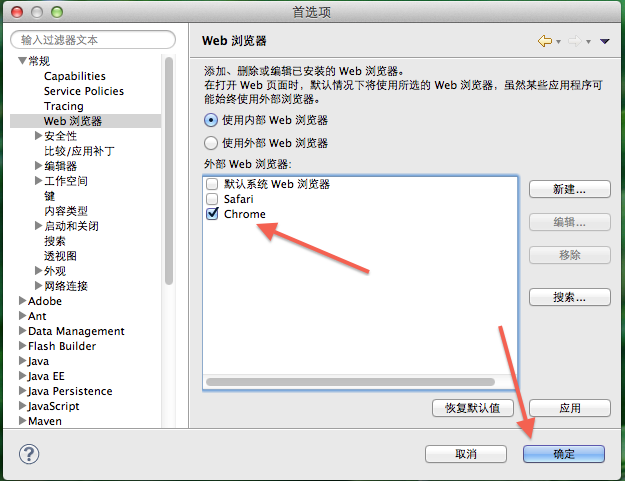 首选项
输入过滤器文本
常规
Capabilities
Service Policies
Tracing
Web 浏览器
安全性
比较/应用补丁
编辑器
工作空间
键
内容类型
启动和关闭
搜索
透视图
外观
网络连接
Adobe
Ant
Data Management
Flash Builder
Java
Java EE
Java Persistence
JavaScript
Maven
Web 浏览器
添加、删除或编辑已安装的 Web 浏览器。
在打开 Web 页面时，默认情况下将使用所选的 Web 浏览器，虽然某些应用程序可
能始终使用外部浏览器。
使用内部 Web 浏览器
使用外部 Web 浏览器
外部 Web 浏览器:
默认系统 Web 浏览器
Safari
Chrome
新建...
编辑...
移除
搜索...
恢复默认值
应用
?
取消
确定